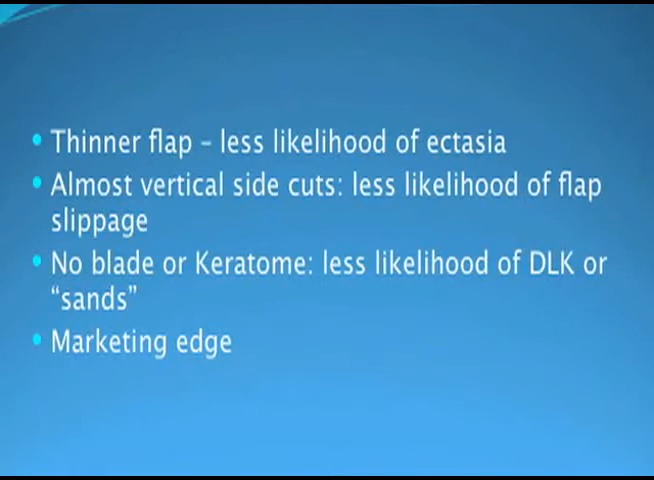 Thinner flap – less likelihood of ectasia
Almost vertical side cuts: less likelihood of flap
slippage
No blade or Keratome: less likelihood of DLK or
“sands”
Marketing edge